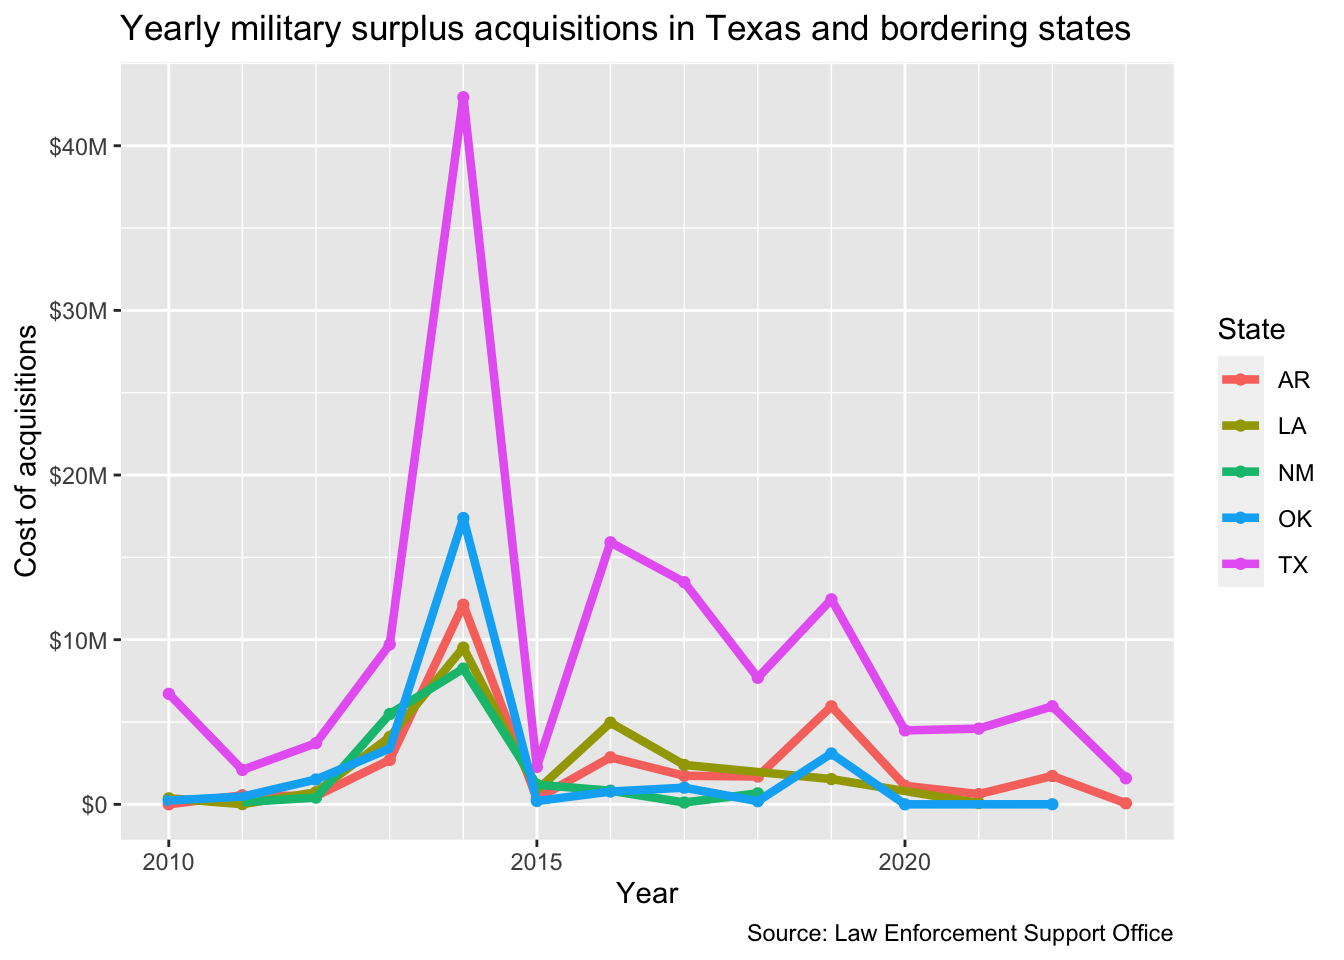 Yearly military surplus acquisitions in Texas and bordering states
Cost of acquisitions
$40M
$30M
$20M
$10M
$0
2010
2015
2020
Year
State
AR
LA
NM
OK
TX
Source: Law Enforcement Support Office